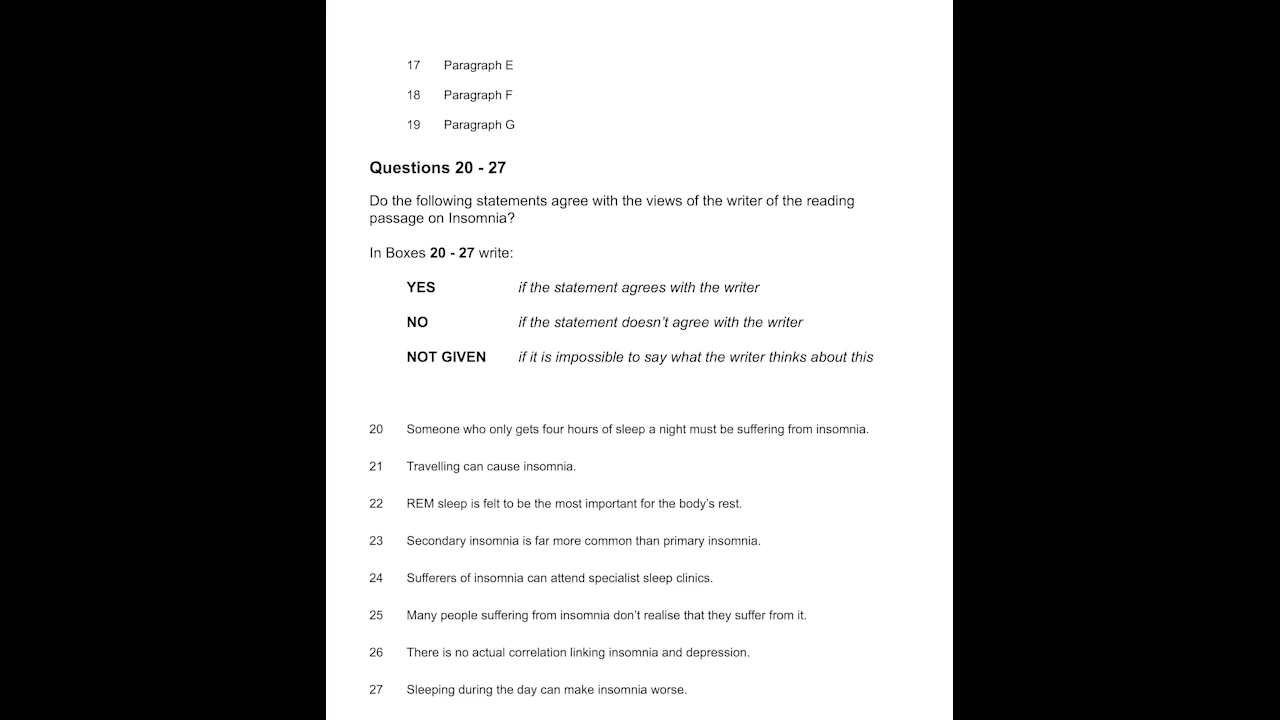 17 Paragraph E
18 Paragraph F
19 Paragraph G
Questions 20 - 27
Do the following statements agree with the views of the writer of the reading
passage on Insomnia?
In Boxes 20 - 27 write:
YES if the statement agrees with the writer
NO if the statement doesn’t agree with the writer
NOT GIVEN if it is impossible to say what the writer thinks about this
20 Someone who only gets four hours of sleep a night must be suffering from insomnia.
21 Travelling can cause insomnia.
22 REM sleep is felt to be the most important for the body’s rest.
23 Secondary insomnia is far more common than primary insomnia.
24 Sufferers of insomnia can attend specialist sleep clinics.
25 Many people suffering from insomnia don’t realise that they suffer from it.
26 There is no actual correlation linking insomnia and depression.
27 Sleeping during the day can make insomnia worse.